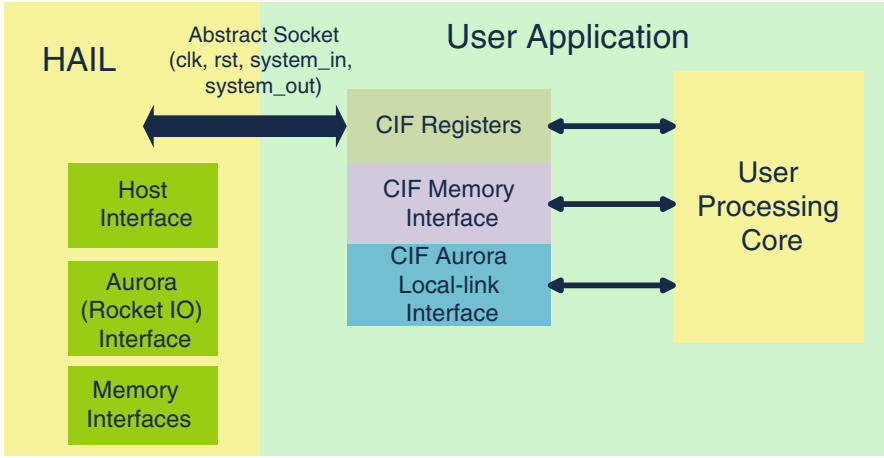 HAIL
Abstract Socket
(clk, rst, system_in,
system_out)
User Application
Host
Interface
Aurora
(Rocket IO)
Interface
Memory
Interfaces
CIF Registers
CIF Memory
Interface
CIF Aurora
Local-link
Interface
User
Processing
Core